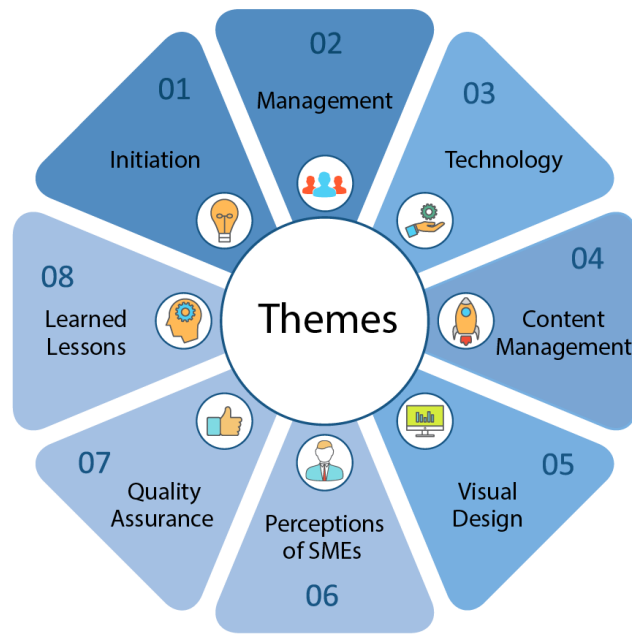 Themes
01
Initiation
02
Management
03
Technology
04
Content
Management
05
Visual
Design
Perceptions
of SMEs
06
07
Quality
Assurance
08
Learned
Lessons